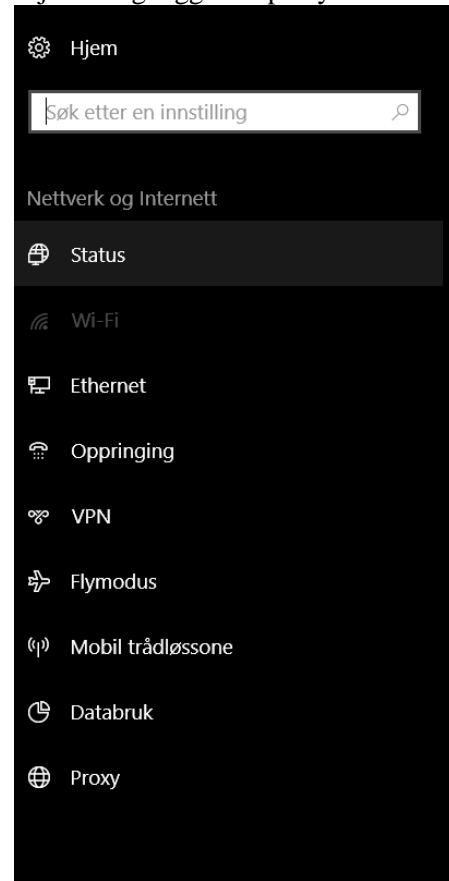 Hjem
Søk etter en innstilling
Nettverk og Internett
Status
Wi-Fi
Ethernet
Oppringing
VPN
Flymodus
Mobil trådløssone
Databruk
Proxy